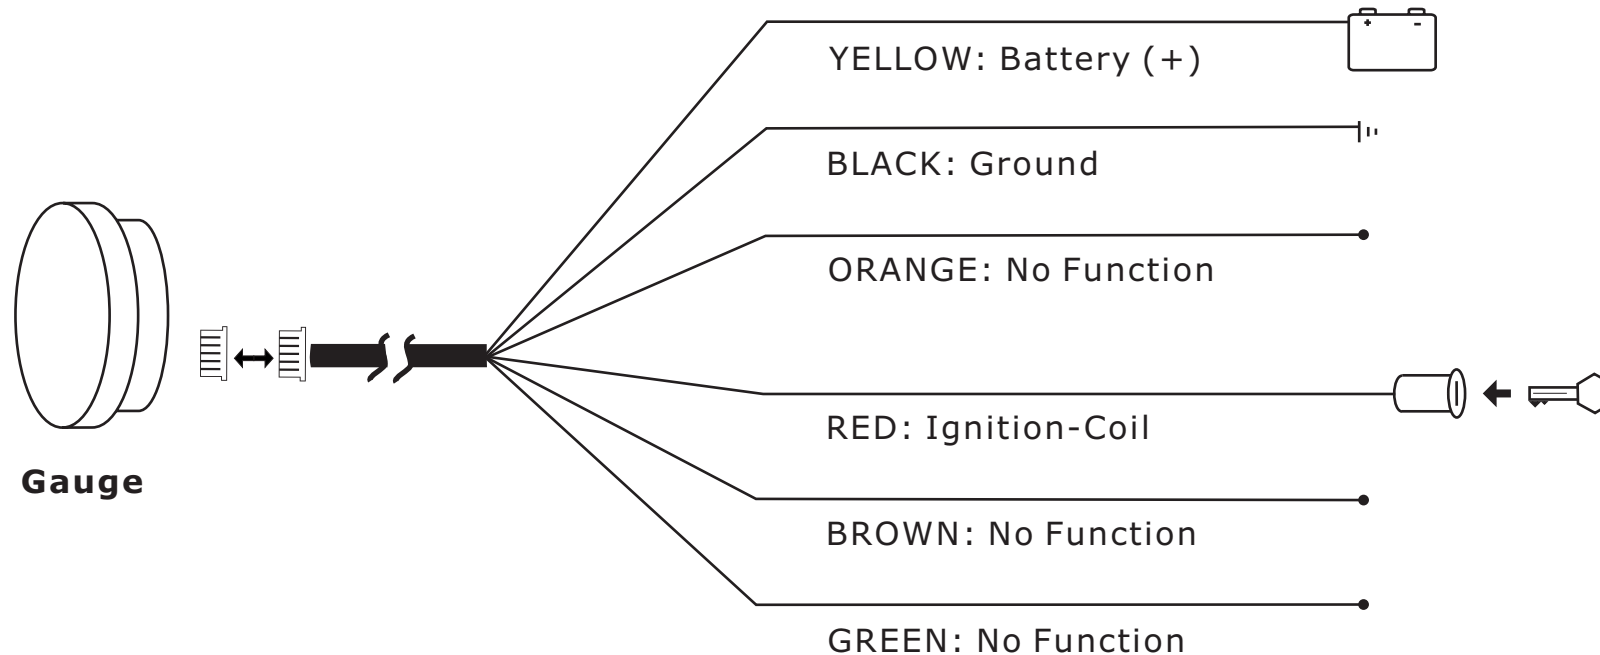 YELLOW: Battery (+)
BLACK: Ground
ORANGE: No Function
RED: Ignition-Coil
Gauge
BROWN: No Function
GREEN: No Function